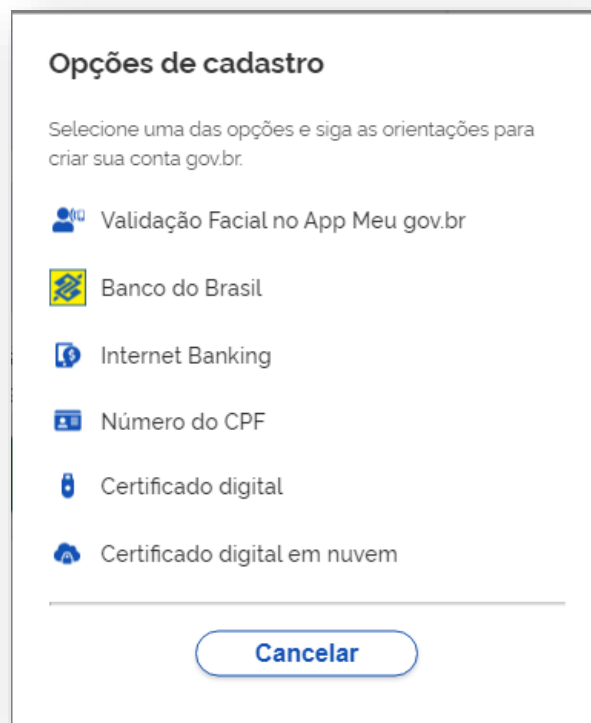 Opções de cadastro
Selecione uma das opções e siga as orientações para
criar sua conta gov.br.
Validação Facial no App Meu gov.br
Banco do Brasil
Internet Banking
Número do CPF
Certificado digital
Certificado digital em nuvem
Cancelar